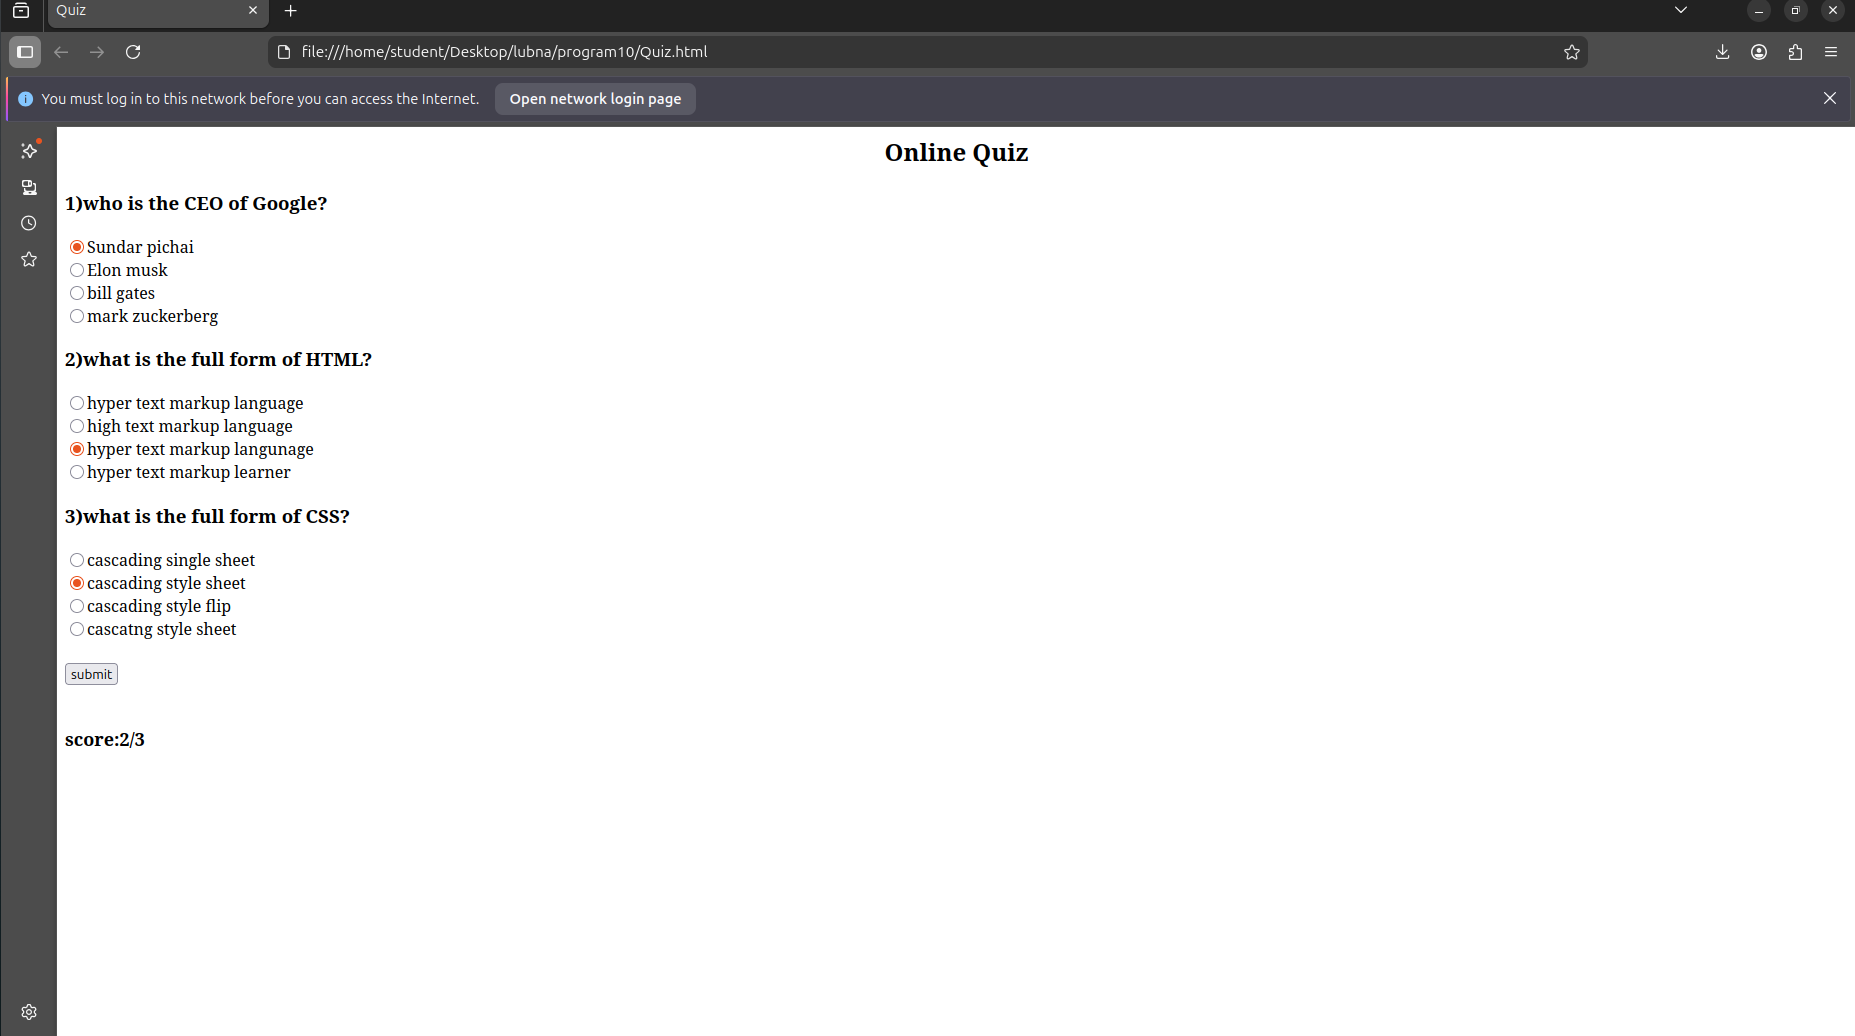 Quiz
file:///home/student/Desktop/lubna/program10/Quiz.html
You must log in to this network before you can access the Internet. Open network login page
Online Quiz
1)who is the CEO of Google?
Sundar pichai
Elon musk
bill gates
mark zuckerberg
2)what is the full form of HTML?
hyper text markup language
high text markup language
hyper text markup langunage
hyper text markup learner
3)what is the full form of CSS?
cascading single sheet
cascading style sheet
cascading style flip
cascatng style sheet
submit
score:2/3